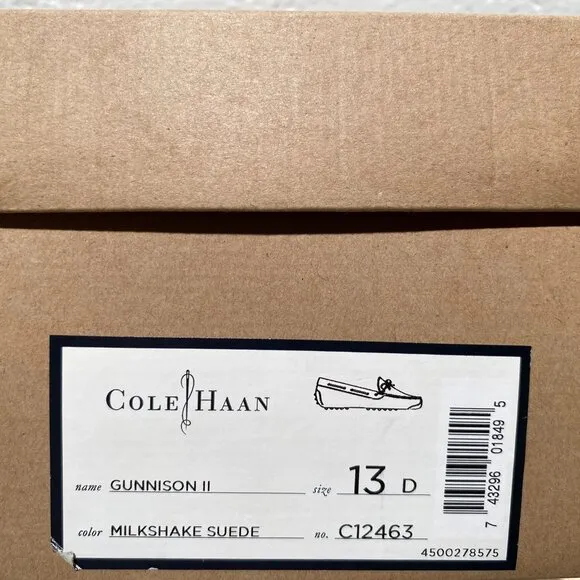 COLE HAAN
name GUNNISON II size 13 D
color MILKSHAKE SUEDE no. C12463
7 43296 01849 5
4500278575